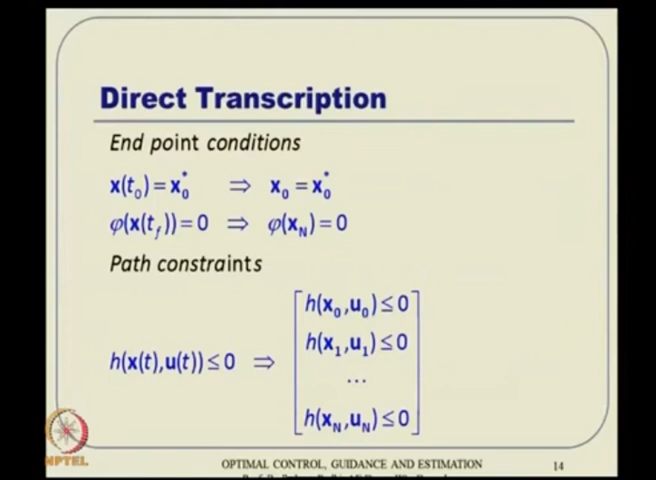 Direct Transcription
End point conditions
x(t₀) = x₀* ⇒ x₀ = x₀*
φ(x(t_f)) = 0 ⇒ φ(x_N) = 0
Path constraints
h(x₀,u₀) ≤ 0
h(x₁,u₁) ≤ 0
h(x(t),u(t)) ≤ 0 ⇒
...
h(x_N,u_N) ≤ 0
NPTEL
OPTIMAL CONTROL, GUIDANCE AND ESTIMATION 14